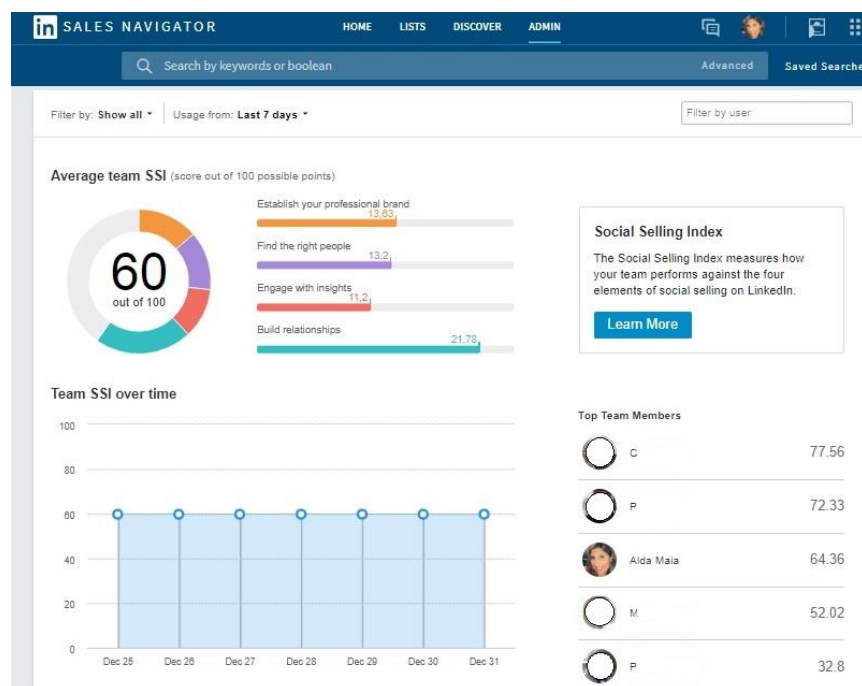 in SALES NAVIGATOR HOME LISTS DISCOVER ADMIN
Search by keywords or boolean Advanced Saved Searche
Filter by: Show all Usage from: Last 7 days Filter by user
Average team SSI (score out of 100 possible points)
60
out of 100
Establish your professional brand
13,63
Find the right people
13,2
Engage with insights
11,2
Build relationships
21,78
Social Selling Index
The Social Selling Index measures how
your team performs against the four
elements of social selling on LinkedIn.
Learn More
Team SSI over time
100
80
60
40
20
0
Dec 25 Dec 26 Dec 27 Dec 28 Dec 29 Dec 30 Dec 31
Top Team Members
C 77.56
P 72.33
Alda Maia 64.36
M 52.02
P 32.8